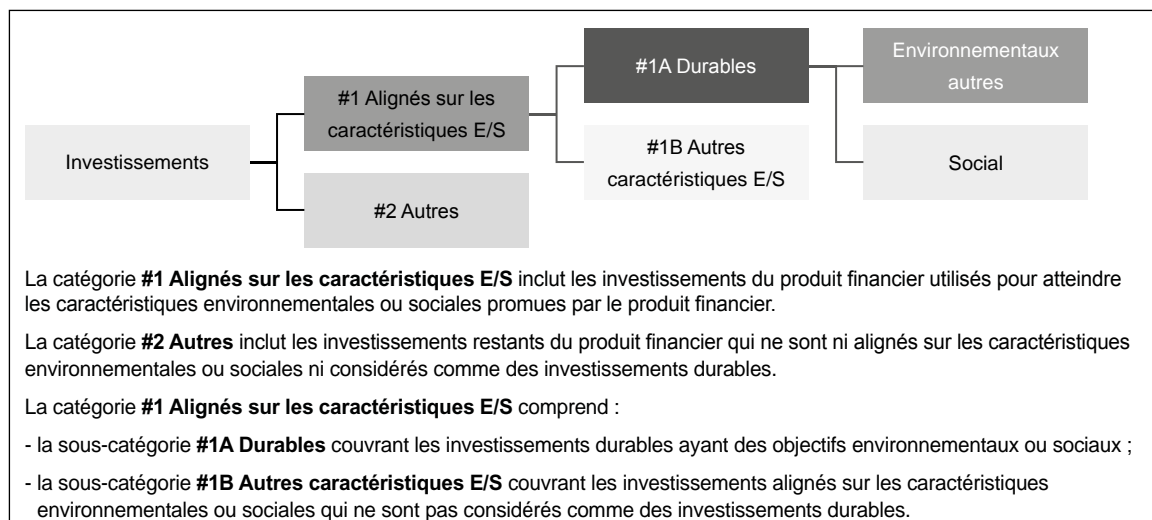 Investissements
#1 Alignés sur les
caractéristiques E/S
#2 Autres
#1A Durables
#1B Autres
caractéristiques E/S
Environnementaux
autres
Social
La catégorie #1 Alignés sur les caractéristiques E/S inclut les investissements du produit financier utilisés pour atteindre
les caractéristiques environnementales ou sociales promues par le produit financier.
La catégorie #2 Autres inclut les investissements restants du produit financier qui ne sont ni alignés sur les caractéristiques
environnementales ou sociales ni considérés comme des investissements durables.
La catégorie #1 Alignés sur les caractéristiques E/S comprend :
- la sous-catégorie #1A Durables couvrant les investissements durables ayant des objectifs environnementaux ou sociaux ;
- la sous-catégorie #1B Autres caractéristiques E/S couvrant les investissements alignés sur les caractéristiques
environnementales ou sociales qui ne sont pas considérés comme des investissements durables.